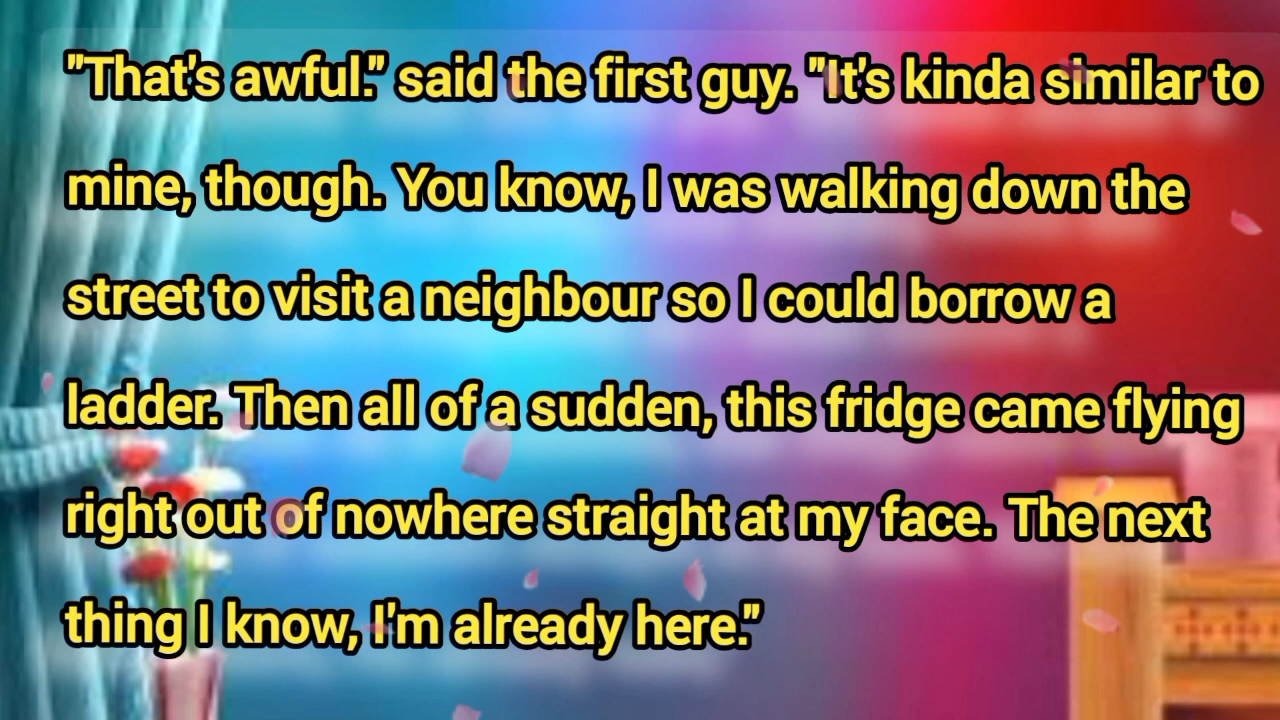 "That's awful." said the first guy. "It's kinda similar to
mine, though. You know, I was walking down the
street to visit a neighbour so I could borrow a
ladder. Then all of a sudden, this fridge came flying
right out of nowhere straight at my face. The next
thing I know, I'm already here."